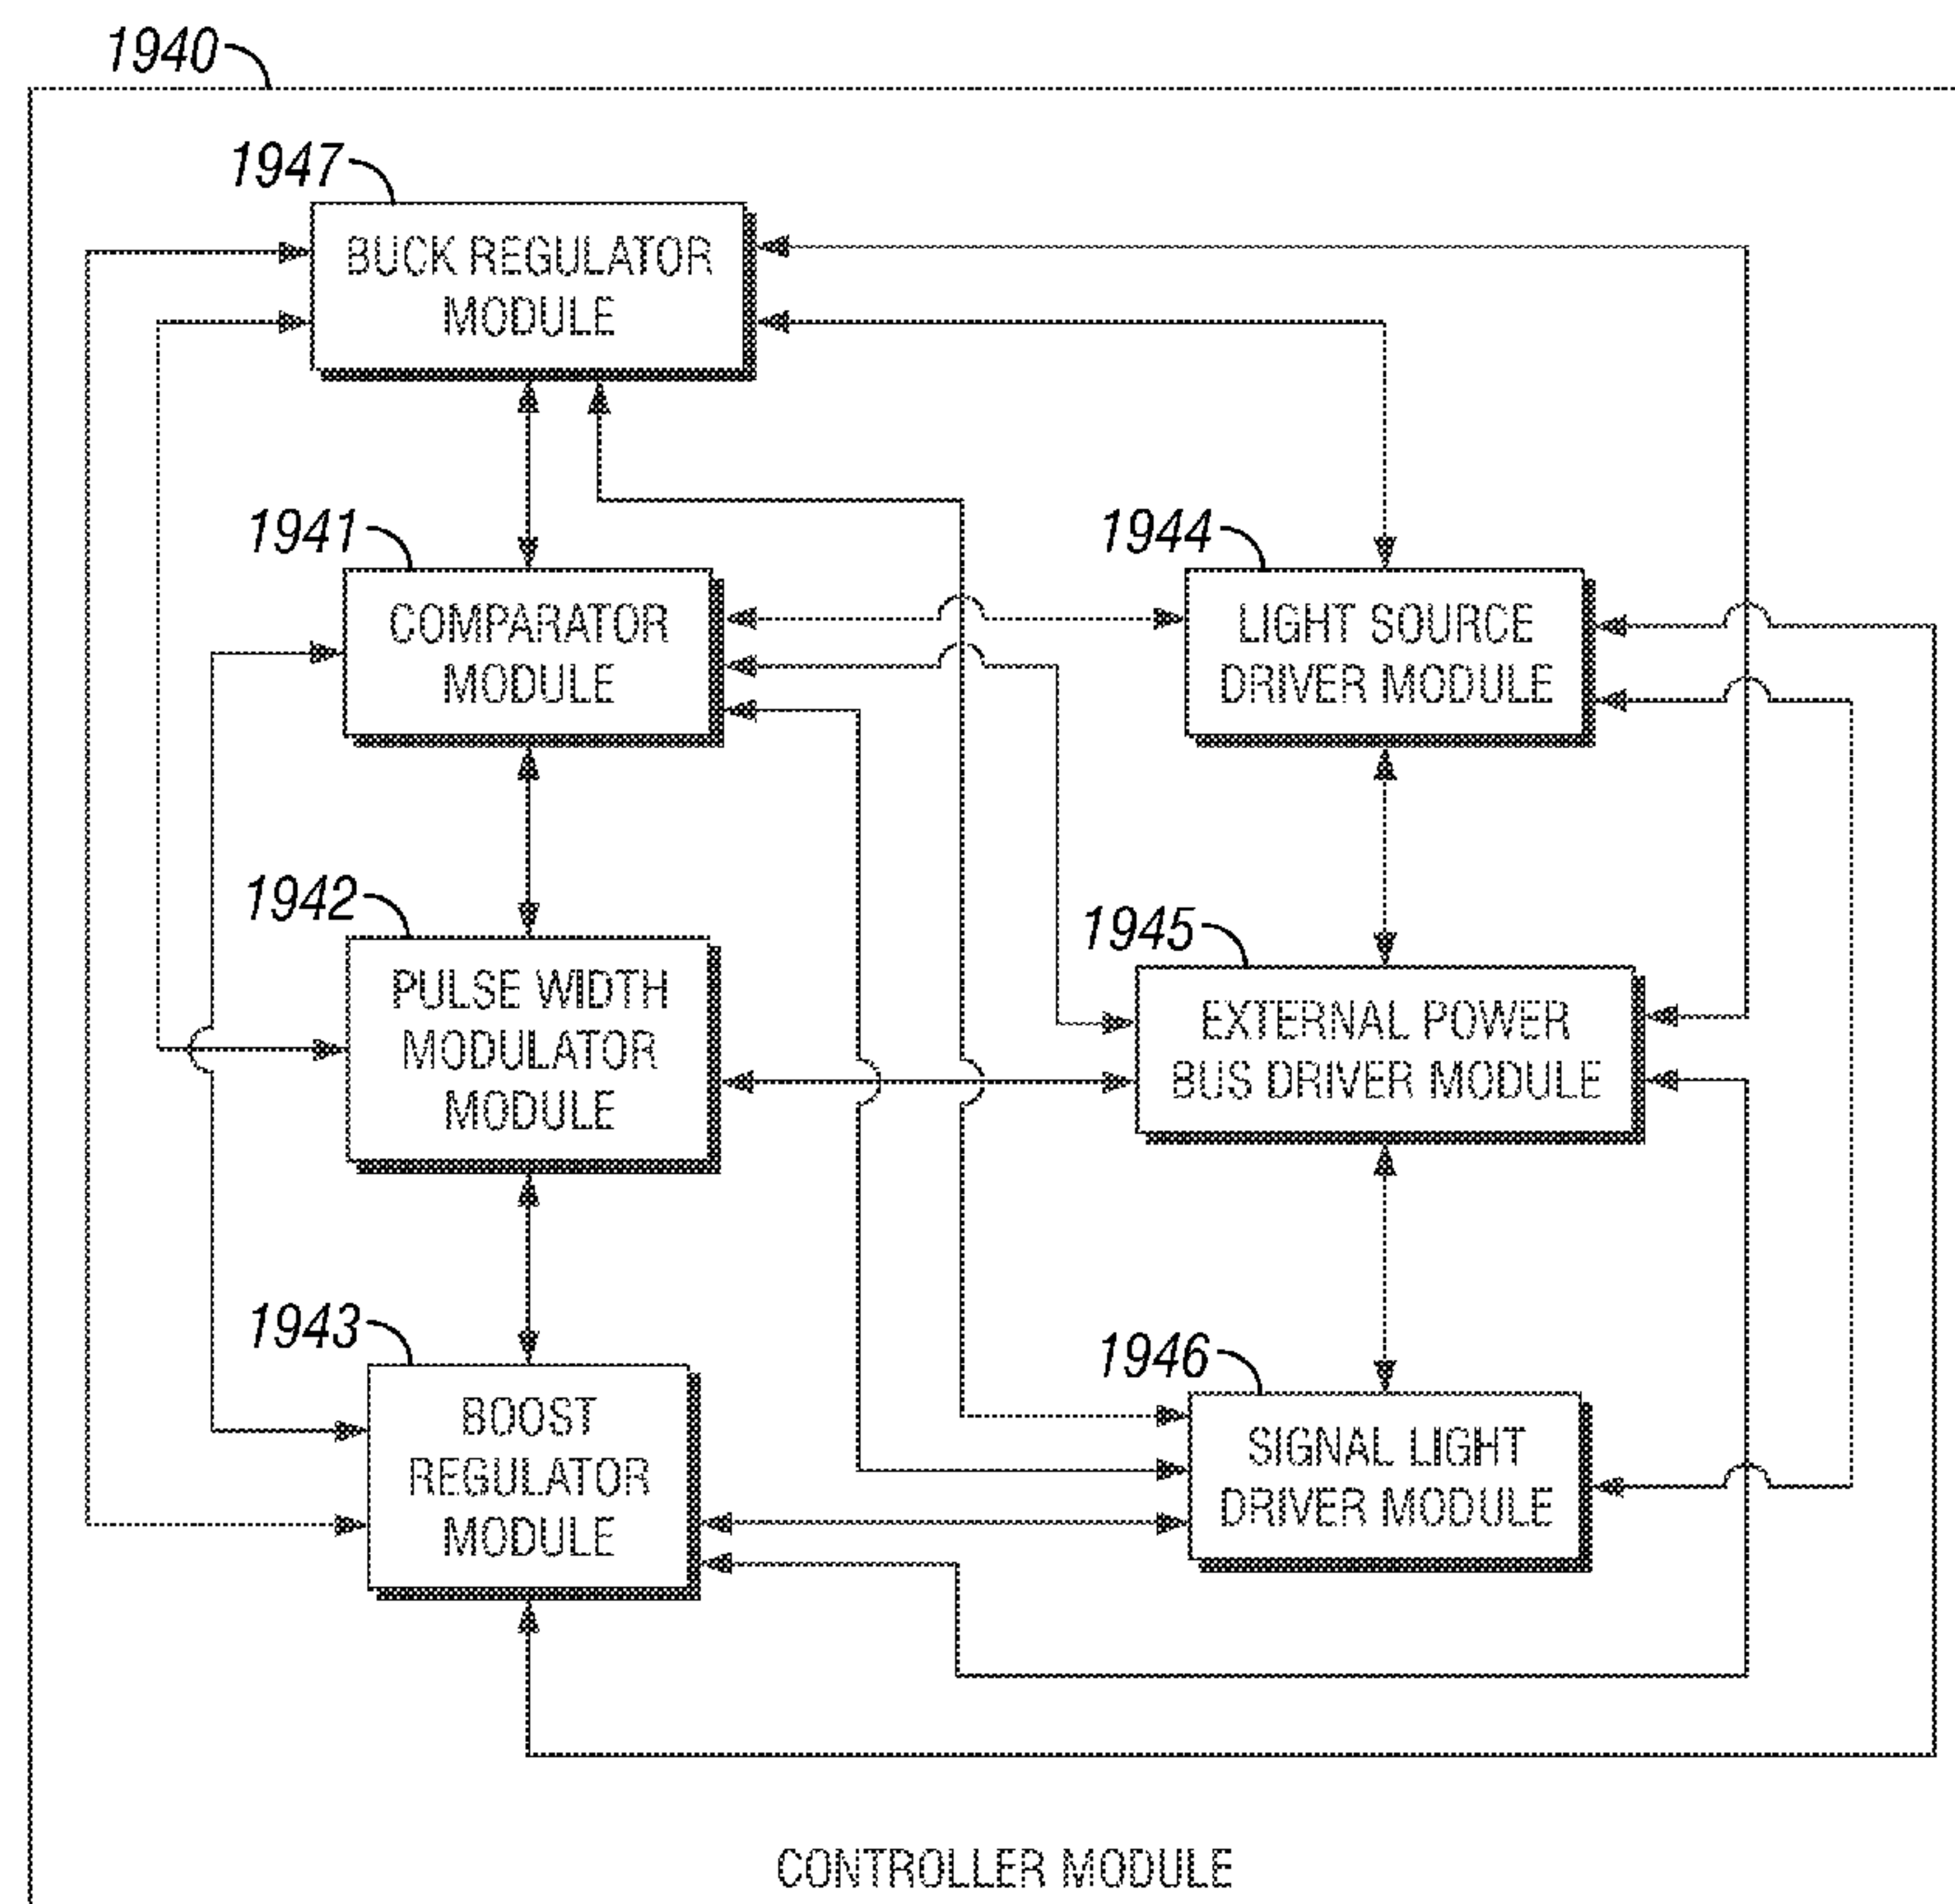 1940
1947
BUCK REGULATOR
MODULE
1941
COMPARATOR
MODULE
1944
LIGHT SOURCE
DRIVER MODULE
1942
PULSE WIDTH
MODULATOR
MODULE
1945
EXTERNAL POWER
BUS DRIVER MODULE
1943
BOOST
REGULATOR
MODULE
1946
SIGNAL LIGHT
DRIVER MODULE
CONTROLLER MODULE